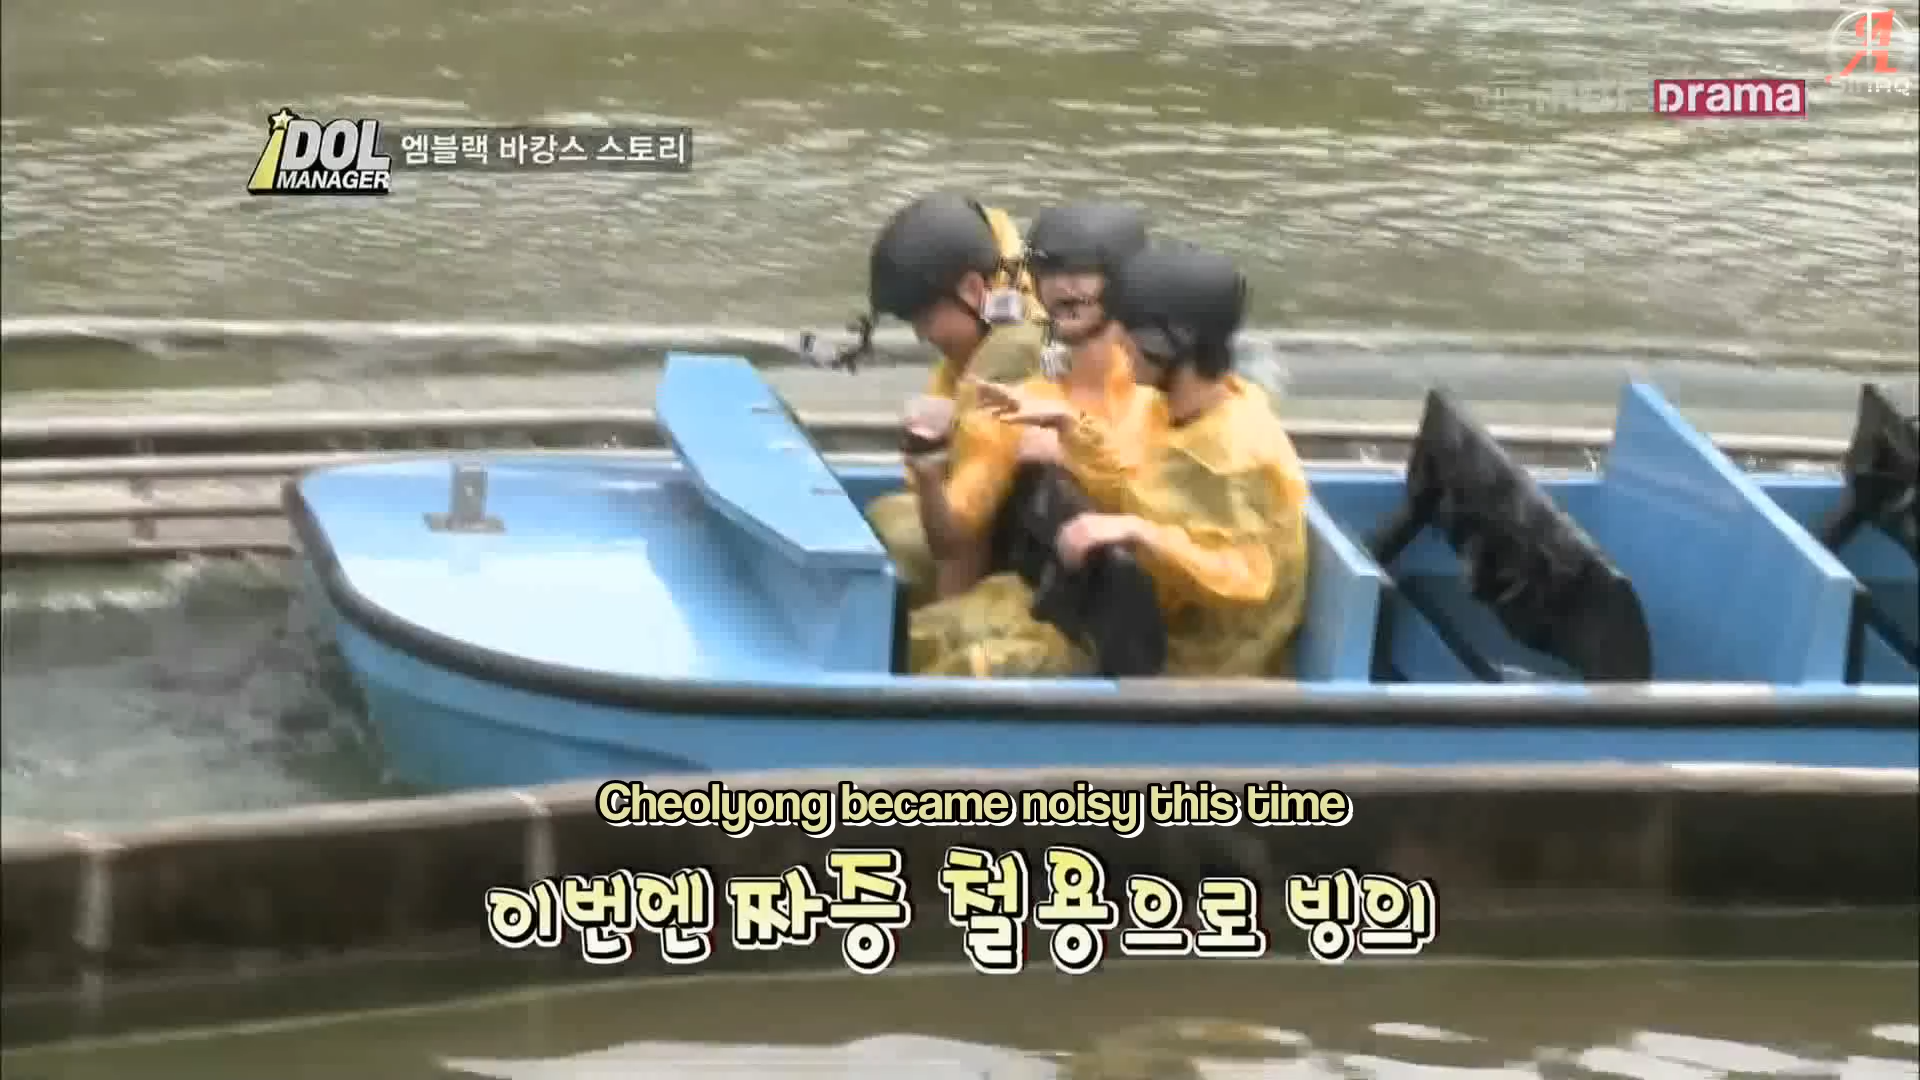 iDOL
MANAGER
엠블랙 바캉스 스토리
Drama
Cheolyong became noisy this time
이번엔 짜증 철용으로 빙의